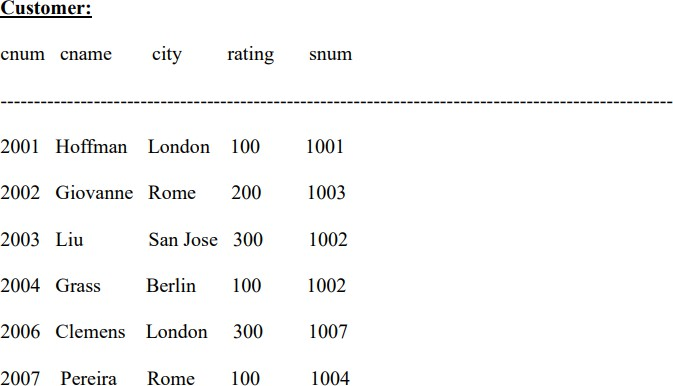 Customer:
cnum cname city rating snum
---------------------------------------------------------------------------------------------------------
2001 Hoffman London 100 1001
2002 Giovanne Rome 200 1003
2003 Liu San Jose 300 1002
2004 Grass Berlin 100 1002
2006 Clemens London 300 1007
2007 Pereira Rome 100 1004